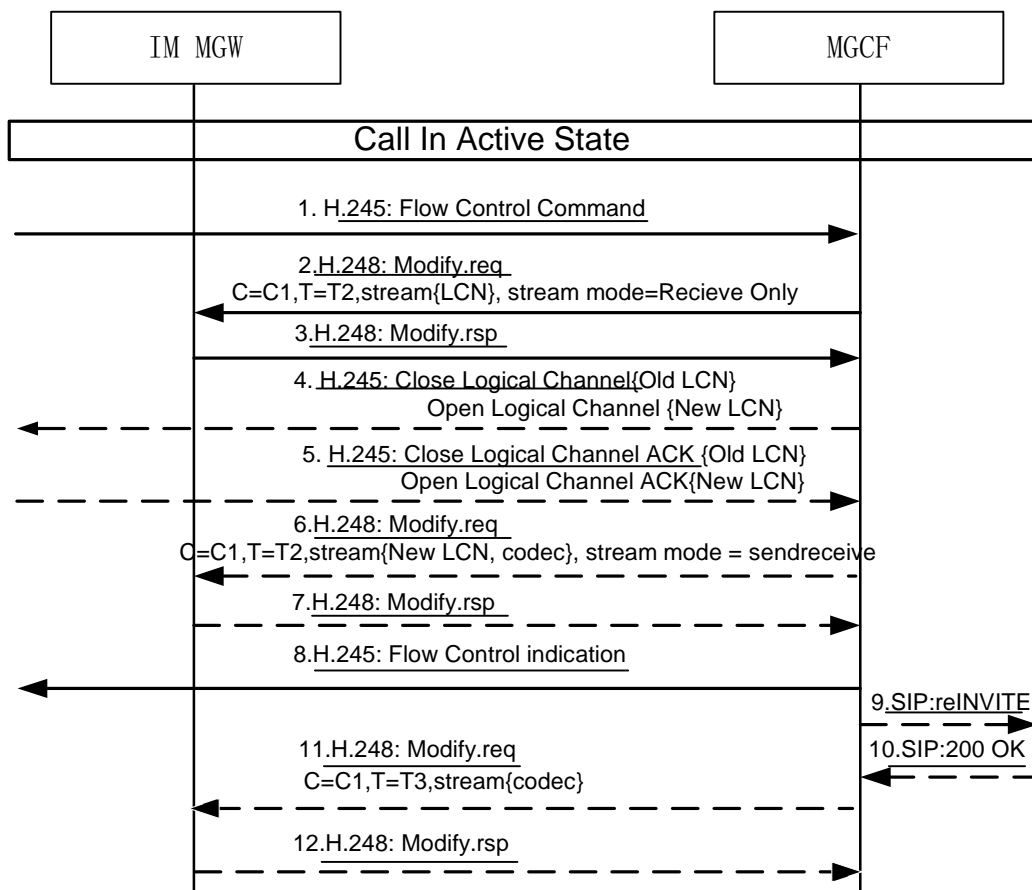 IM MGW
MGCF
Call In Active State
1. H.245: Flow Control Command
2.H.248: Modify.req
C=C1,T=T2,stream{LCN}, stream mode=Recieve Only
3.H.248: Modify.rsp
4. H.245: Close Logical Channel{Old LCN}
Open Logical Channel {New LCN}
5. H.245: Close Logical Channel ACK {Old LCN}
Open Logical Channel ACK{New LCN}
6.H.248: Modify.req
C=C1,T=T2,stream{New LCN, codec}, stream mode = sendreceive
7.H.248: Modify.rsp
8.H.245: Flow Control indication
9.SIP:reINVITE
10.SIP:200 OK
11.H.248: Modify.req
C=C1,T=T3,stream{codec}
12.H.248: Modify.rsp